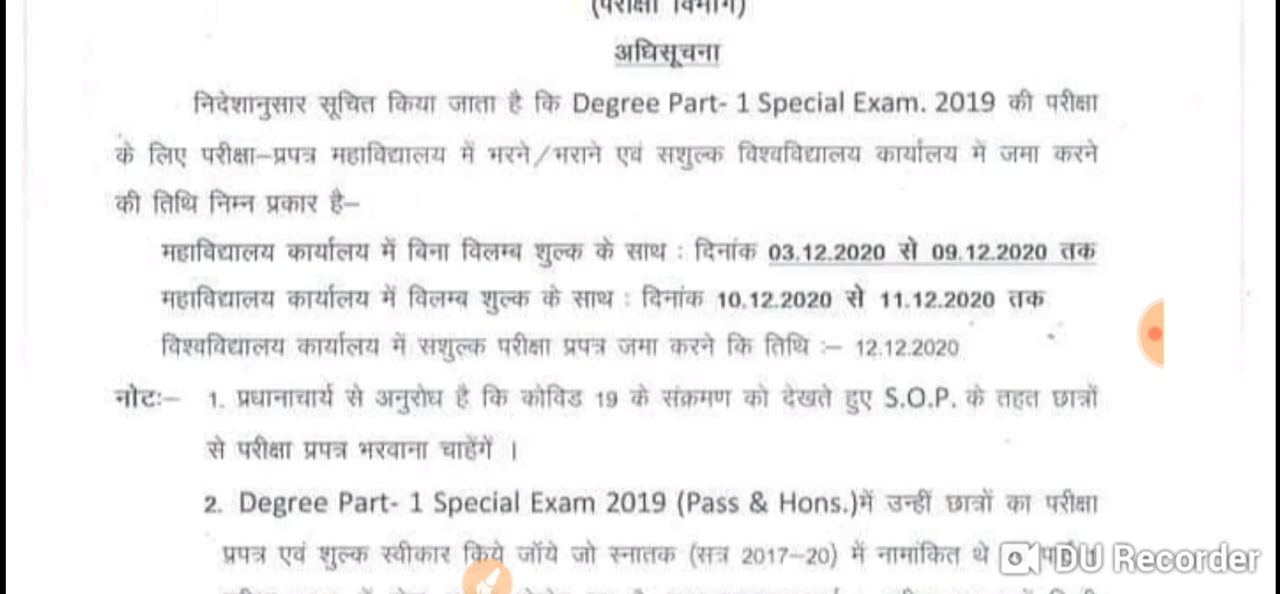 (परीक्षा विभाग)
अधिसूचना
निदेशानुसार सूचित किया जाता है कि Degree Part- 1 Special Exam. 2019 की परीक्षा
के लिए परीक्षा–प्रपत्र महाविद्यालय में भरने/भराने एवं सशुल्क विश्वविद्यालय कार्यालय में जमा करने
की तिथि निम्न प्रकार है–
महाविद्यालय कार्यालय में बिना विलम्ब शुल्क के साथ : दिनांक 03.12.2020 से 09.12.2020 तक
महाविद्यालय कार्यालय में विलम्ब शुल्क के साथ : दिनांक 10.12.2020 से 11.12.2020 तक
विश्वविद्यालय कार्यालय में सशुल्क परीक्षा प्रपत्र जमा करने कि तिथि :– 12.12.2020
नोटः– 1. प्रधानाचार्य से अनुरोध है कि कोविड 19 के संक्रमण को देखते हुए S.O.P. के तहत छात्रों
से परीक्षा प्रपत्र भरवाना चाहेंगें ।
2. Degree Part- 1 Special Exam 2019 (Pass & Hons.)में उन्हीं छात्रों का परीक्षा
प्रपत्र एवं शुल्क स्वीकार किये जॉये जो स्नातक (सत्र 2017–20) में नामांकित थे
DU Recorder